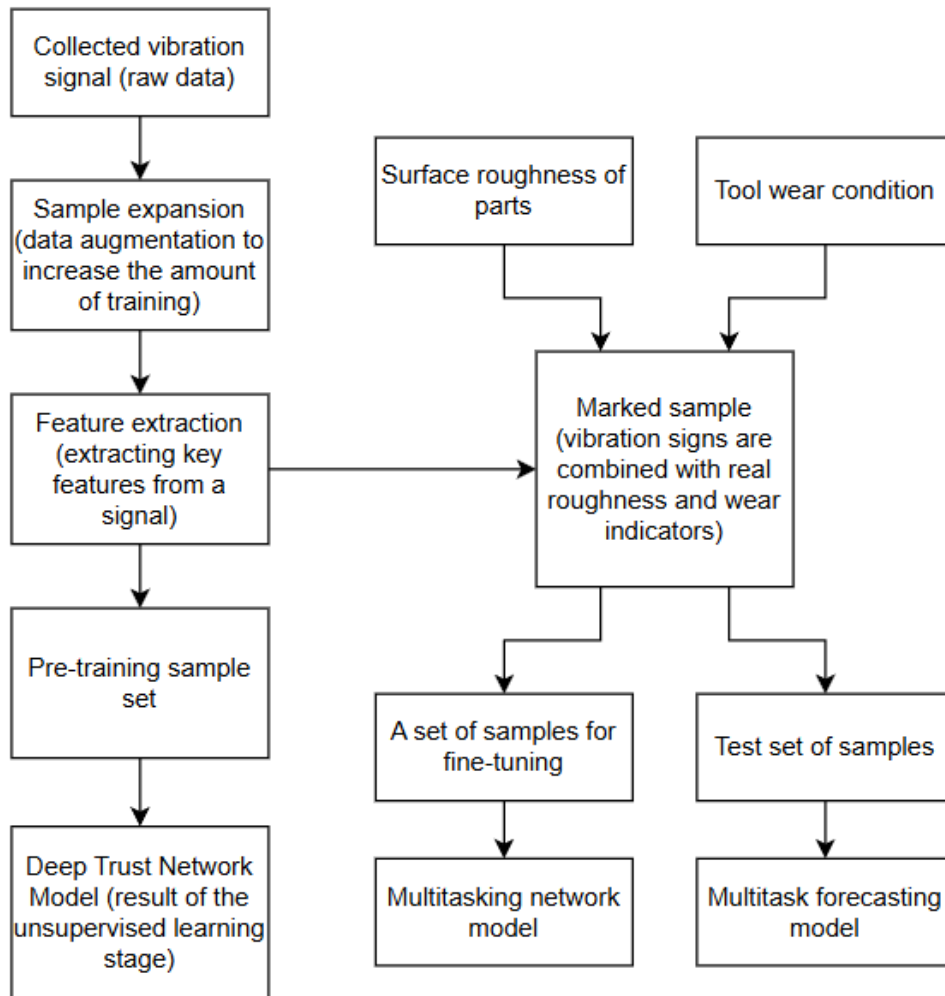 Collected vibration
signal (raw data)
Sample expansion
(data augmentation to
increase the amount
of training)
Feature extraction
(extracting key
features from a
signal)
Pre-training sample
set
Deep Trust Network
Model (result of the
unsupervised learning
stage)
Surface roughness of
parts
Tool wear condition
Marked sample
(vibration signs are
combined with real
roughness and wear
indicators)
A set of samples for
fine-tuning
Test set of samples
Multitasking network
model
Multitask forecasting
model